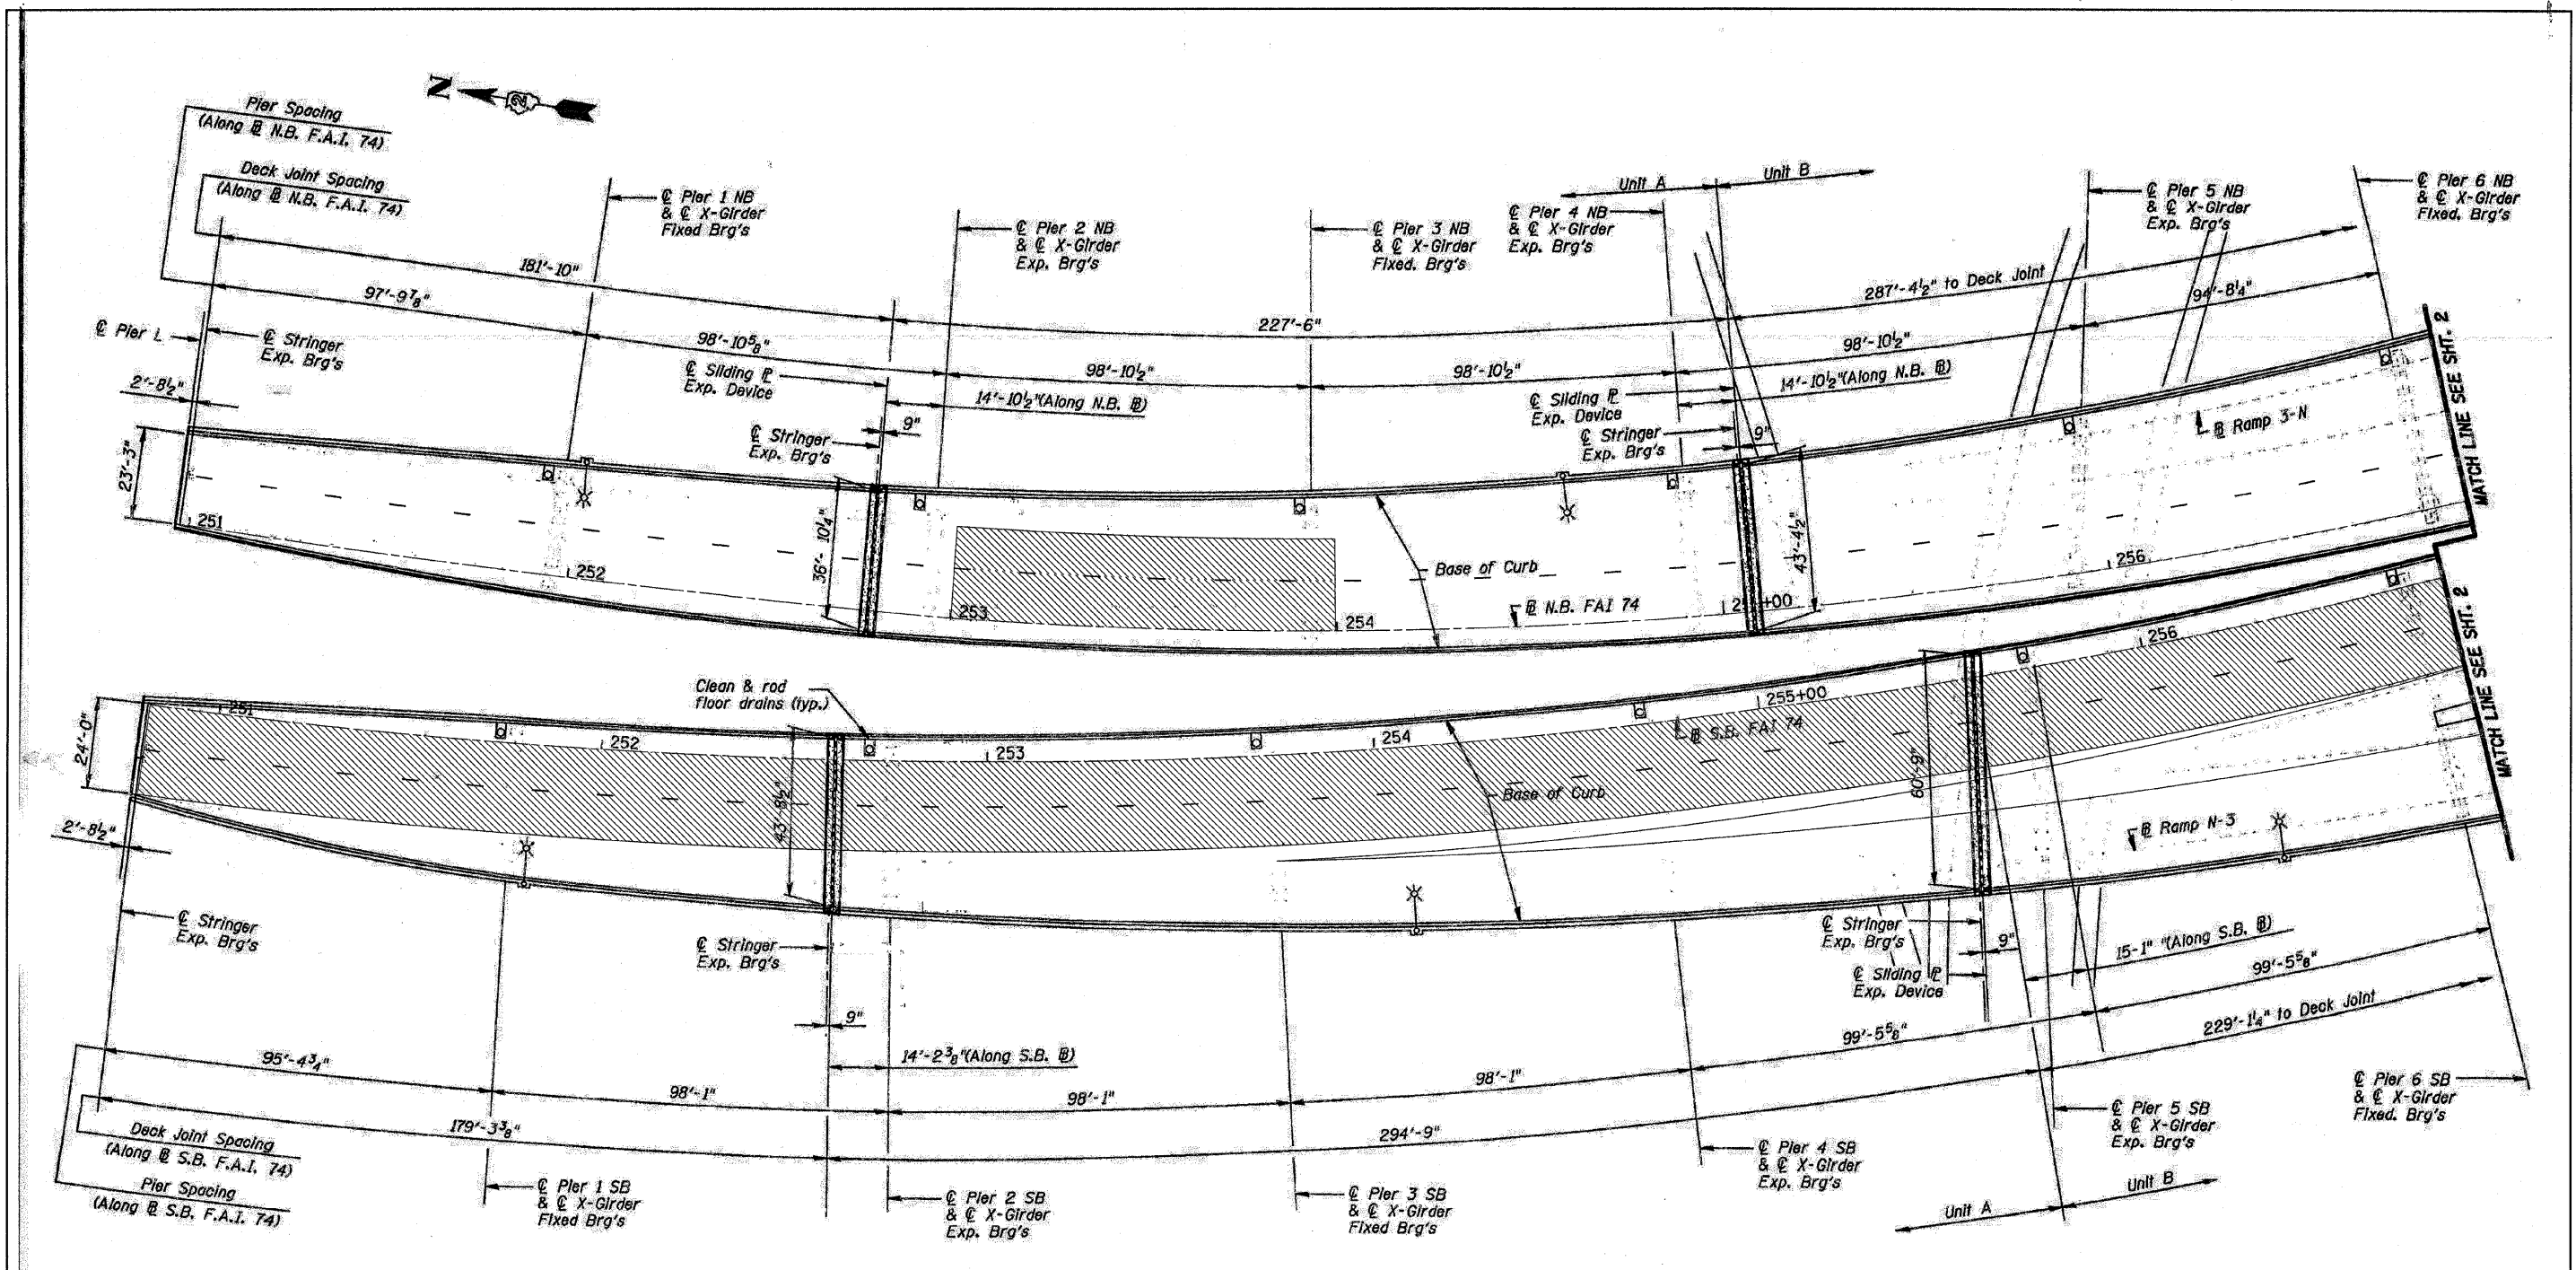 N
Pier Spacing
(Along ⅊ N.B. F.A.I. 74)
Deck Joint Spacing
(Along ⅊ N.B. F.A.I. 74)
℄ Pier 1 NB
& ℄ X-Girder
Fixed Brg's
℄ Pier 2 NB
& ℄ X-Girder
Exp. Brg's
℄ Pier 3 NB
& ℄ X-Girder
Fixed. Brg's
℄ Pier 4 NB
& ℄ X-Girder
Exp. Brg's
Unit A
Unit B
℄ Pier 5 NB
& ℄ X-Girder
Exp. Brg's
℄ Pier 6 NB
& ℄ X-Girder
Fixed. Brg's
181'-10"
227'-6"
287'-4½" to Deck Joint
97'-9⅞"
98'-10⅝"
98'-10½"
98'-10½"
98'-10½"
94'-8¼"
℄ Pier L
℄ Stringer
Exp. Brg's
2'-8½"
℄ Sliding ⅊
Exp. Device
14'-10½"(Along N.B. ⅊)
9"
℄ Stringer
Exp. Brg's
℄ Sliding ⅊
Exp. Device
14'-10½"(Along N.B. ⅊)
℄ Stringer
Exp. Brg's
9"
23'-3"
36'-10¼"
43'-4½"
251
252
253
254
+00
256
Base of Curb
⅊ N.B. FAI 74
⅊ Ramp 3-N
MATCH LINE SEE SHT. 2
Clean & rod
floor drains (typ.)
251
252
253
254
255+00
256
⅊ S.B. FAI 74
Base of Curb
24'-0"
43'-8½"
60'-9"
⅊ Ramp N-3
MATCH LINE SEE SHT. 2
2'-8½"
℄ Stringer
Exp. Brg's
℄ Stringer
Exp. Brg's
9"
14'-2⅜"(Along S.B. ⅊)
℄ Stringer
Exp. Brg's
9"
℄ Sliding ⅊
Exp. Device
15-1" "(Along S.B. ⅊)
95'-4¾"
98'-1"
98'-1"
98'-1"
99'-5⅝"
99'-5⅝"
179'-3⅜"
294'-9"
229'-1¼" to Deck Joint
Deck Joint Spacing
(Along ⅊ S.B. F.A.I. 74)
Pier Spacing
(Along ⅊ S.B. F.A.I. 74)
℄ Pier 1 SB
& ℄ X-Girder
Fixed Brg's
℄ Pier 2 SB
& ℄ X-Girder
Exp. Brg's
℄ Pier 3 SB
& ℄ X-Girder
Fixed Brg's
℄ Pier 4 SB
& ℄ X-Girder
Exp. Brg's
℄ Pier 5 SB
& ℄ X-Girder
Exp. Brg's
℄ Pier 6 SB
& ℄ X-Girder
Fixed. Brg's
Unit A
Unit B